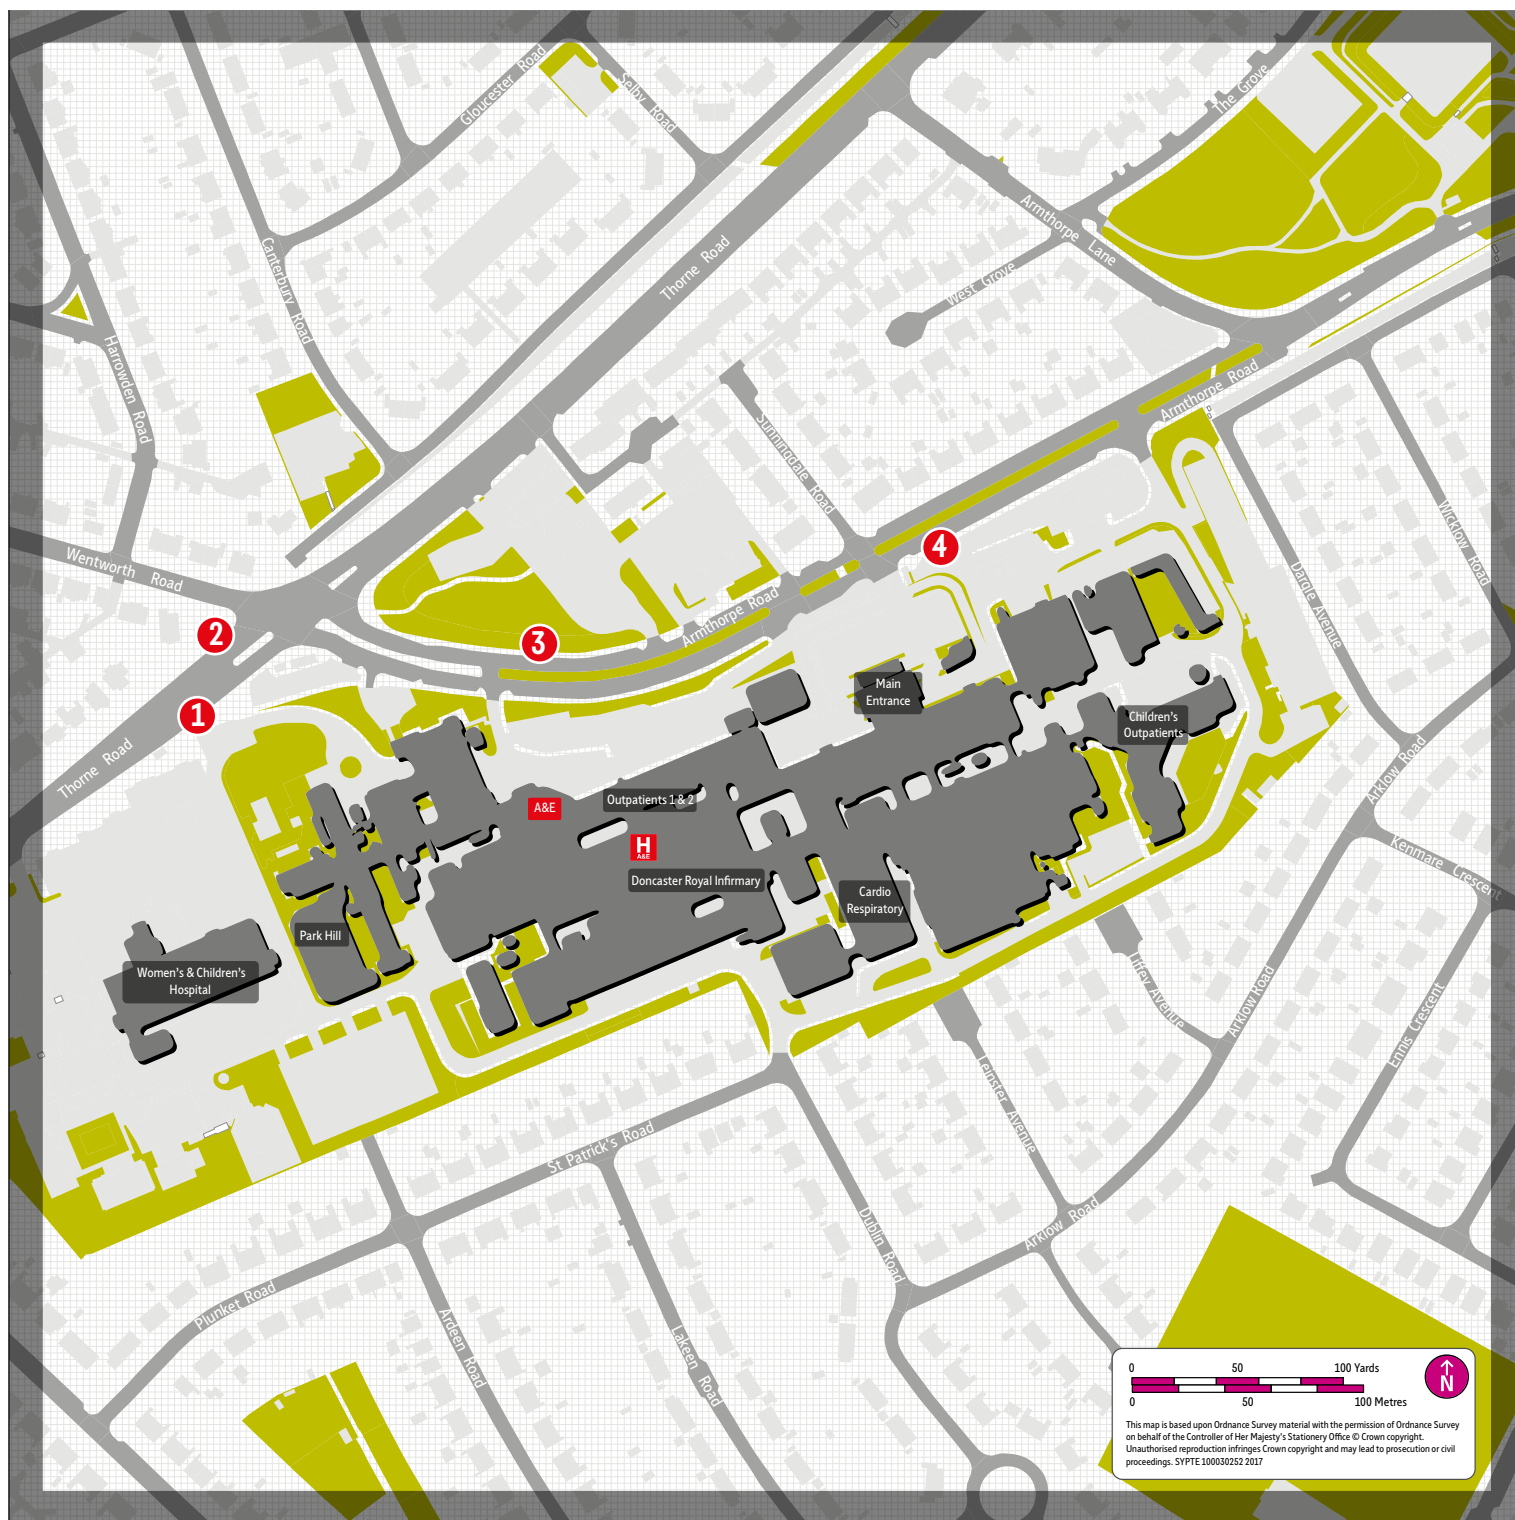 Gloucester Road
Selby Road
The Grove
Armthorpe Lane
Canterbury Road
Thorne Road
West Grove
Harrowden Road
Armthorpe Road
Sunningdale Road
Wicklow Road
Wentworth Road
Dargle Avenue
4
2
3
Armthorpe Road
1
Main
Entrance
Children's
Outpatients
Thorne Road
Arklow Road
A&E
Outpatients 1 & 2
H
A&E
Doncaster Royal Infirmary
Cardio
Respiratory
Kenmare Crescent
Park Hill
Women's & Children's
Hospital
Liffey Avenue
Arklow Road
Ennis Crescent
Leinster Avenue
St Patrick's Road
Dublin Road
Arklow Road
Plunket Road
Ardeen Road
Lakeen Road
0 50 100 Yards
0 50 100 Metres
N
This map is based upon Ordnance Survey material with the permission of Ordnance Survey
on behalf of the Controller of Her Majesty's Stationery Office © Crown copyright.
Unauthorised reproduction infringes Crown copyright and may lead to prosecution or civil
proceedings. SYPTE 100030252 2017